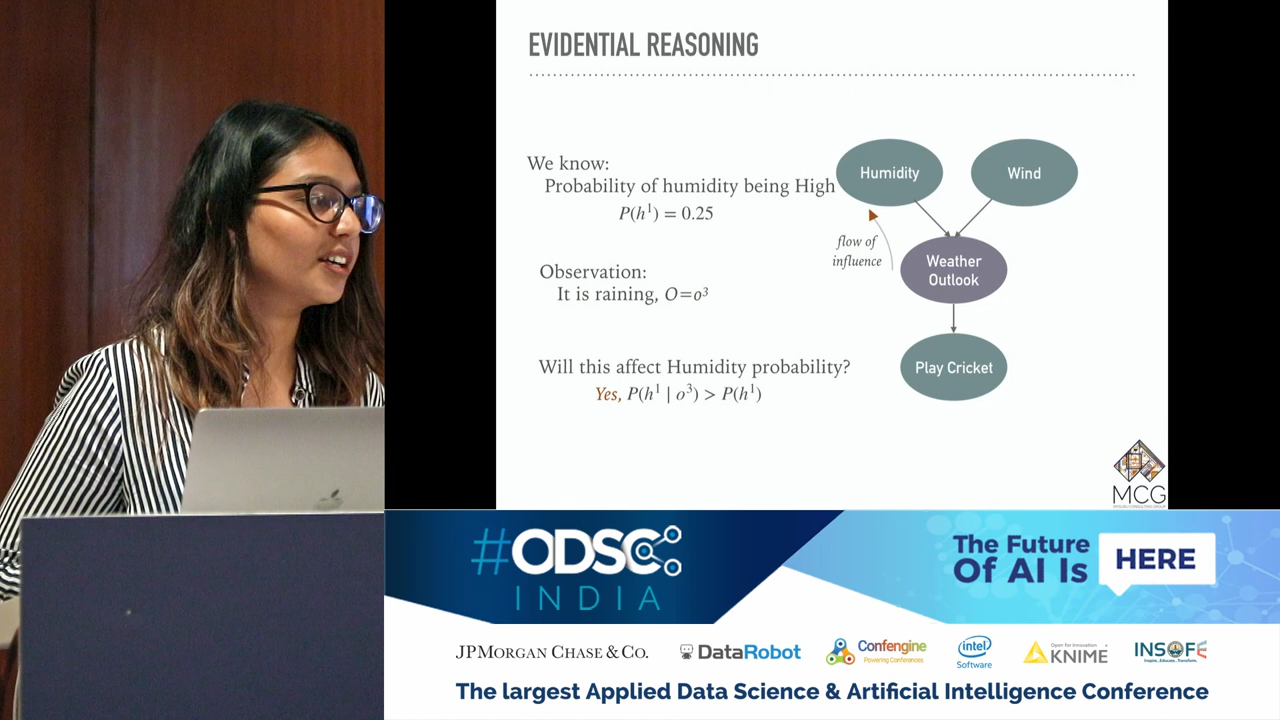 EVIDENTIAL REASONING
We know:
Probability of humidity being High
P(h¹) = 0.25
Observation:
It is raining, O=o³
Will this affect Humidity probability?
Yes, P(h¹ | o³) > P(h¹)
Humidity
Wind
flow of
influence
Weather
Outlook
Play Cricket
MCG
#ODSC
INDIA
The Future
Of AI Is
HERE
JPMORGAN CHASE & CO.
DataRobot
Confengine
Powering Conferences
intel
Software
Open for Innovation
KNIME
INSOFE
Inspire...Educate...Transform.
The largest Applied Data Science & Artificial Intelligence Conference